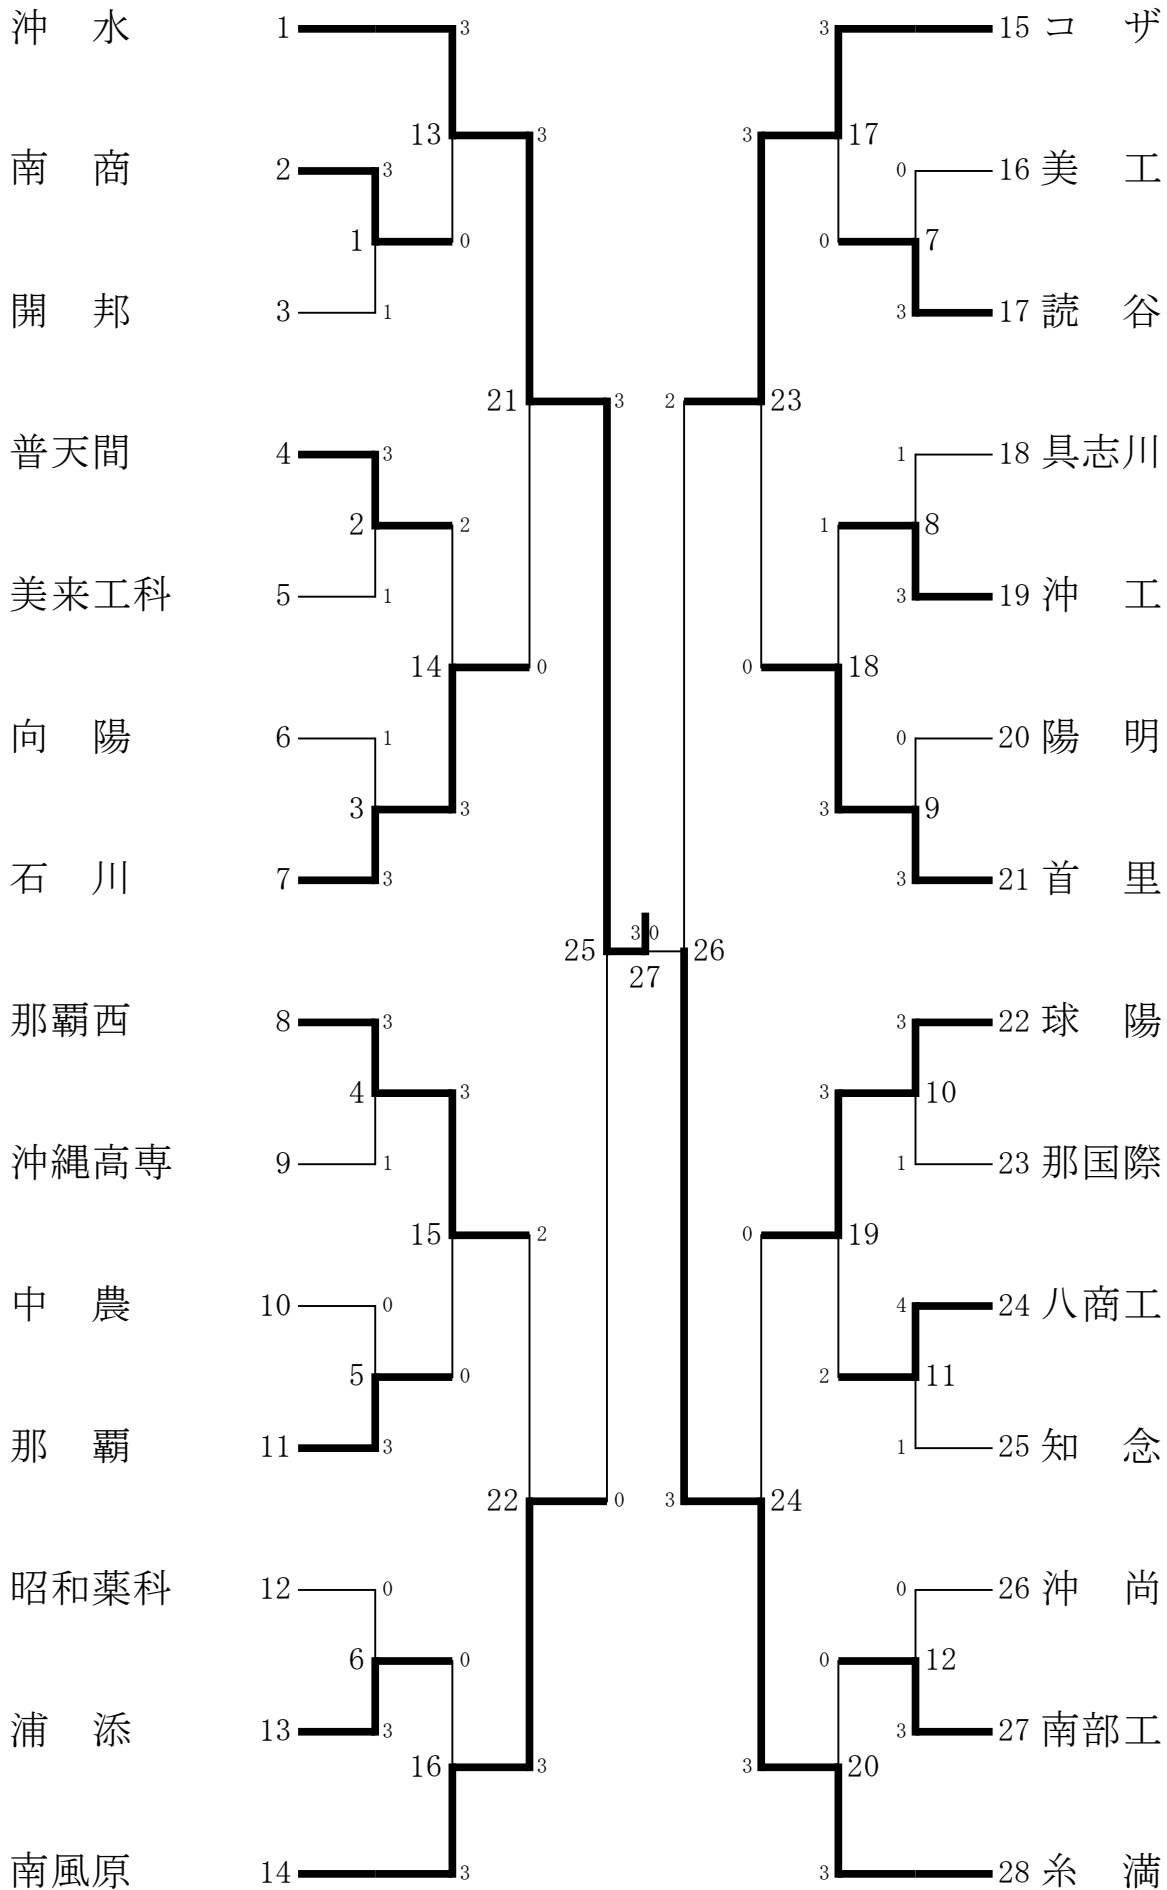 沖　水 1 3 3 15 コ　ザ
13 3 3 17
南　商 2 3 0 16 美　工
1 0 0 7
開　邦 3 1 3 17 読　谷
21 3 2 23
普天間 4 3 1 18 具志川
2 2 1 8
美来工科 5 1 3 19 沖　工
14 0 0 18
向　陽 6 1 0 20 陽　明
3 3 3 9
石　川 7 3 3 21 首　里
3 0
25 26
27
那覇西 8 3 3 22 球　陽
4 3 3 10
沖縄高専 9 1 1 23 那国際
15 2 0 19
中　農 10 0 4 24 八商工
5 0 2 11
那　覇 11 3 1 25 知　念
22 0 3 24
昭和薬科 12 0 0 26 沖　尚
6 0 0 12
浦　添 13 3 3 27 南部工
16 3 3 20
南風原 14 3 3 28 糸　満